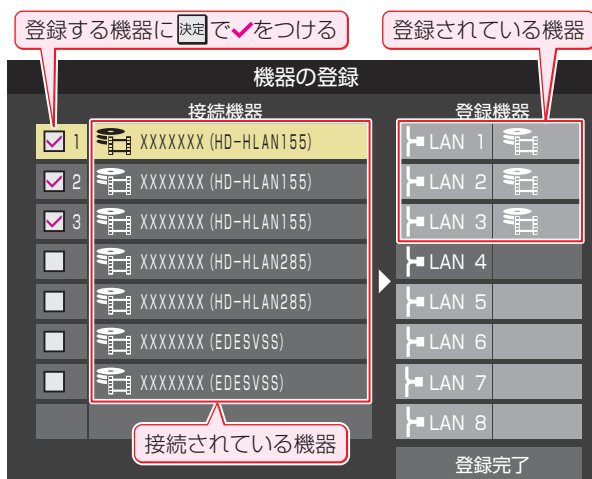 登録する機器に決定で✓をつける
登録されている機器
機器の登録
接続機器
登録機器
1 XXXXXXX (HD-HLAN155)
2 XXXXXXX (HD-HLAN155)
3 XXXXXXX (HD-HLAN155)
XXXXXXX (HD-HLAN285)
XXXXXXX (HD-HLAN285)
XXXXXXX (EDESVSS)
XXXXXXX (EDESVSS)
LAN 1
LAN 2
LAN 3
LAN 4
LAN 5
LAN 6
LAN 7
LAN 8
接続されている機器
登録完了